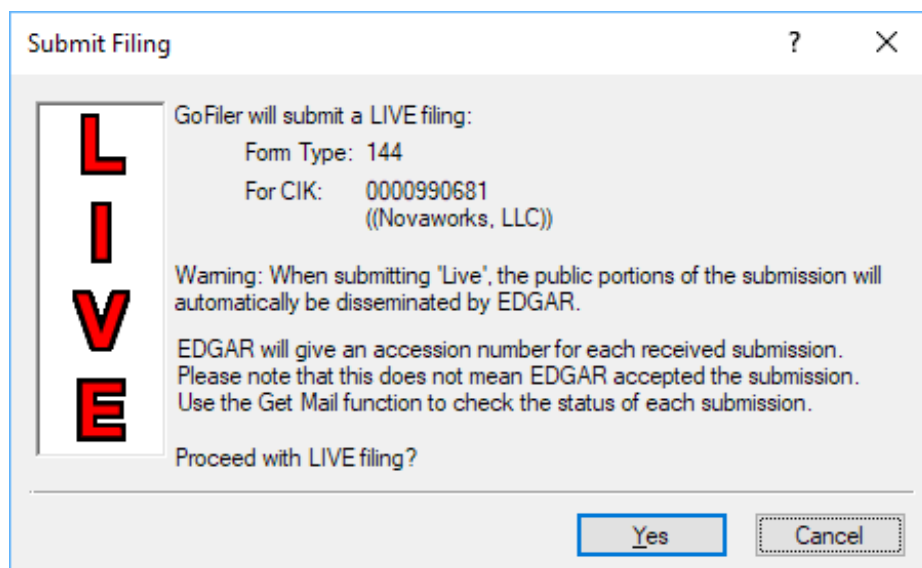 Submit Filing
?
L
I
V
E
GoFiler will submit a LIVE filing:
Form Type: 144
For CIK: 0000990681
((Novaworks, LLC))
Warning: When submitting 'Live', the public portions of the submission will
automatically be disseminated by EDGAR.
EDGAR will give an accession number for each received submission.
Please note that this does not mean EDGAR accepted the submission.
Use the Get Mail function to check the status of each submission.
Proceed with LIVE filing?
Yes
Cancel